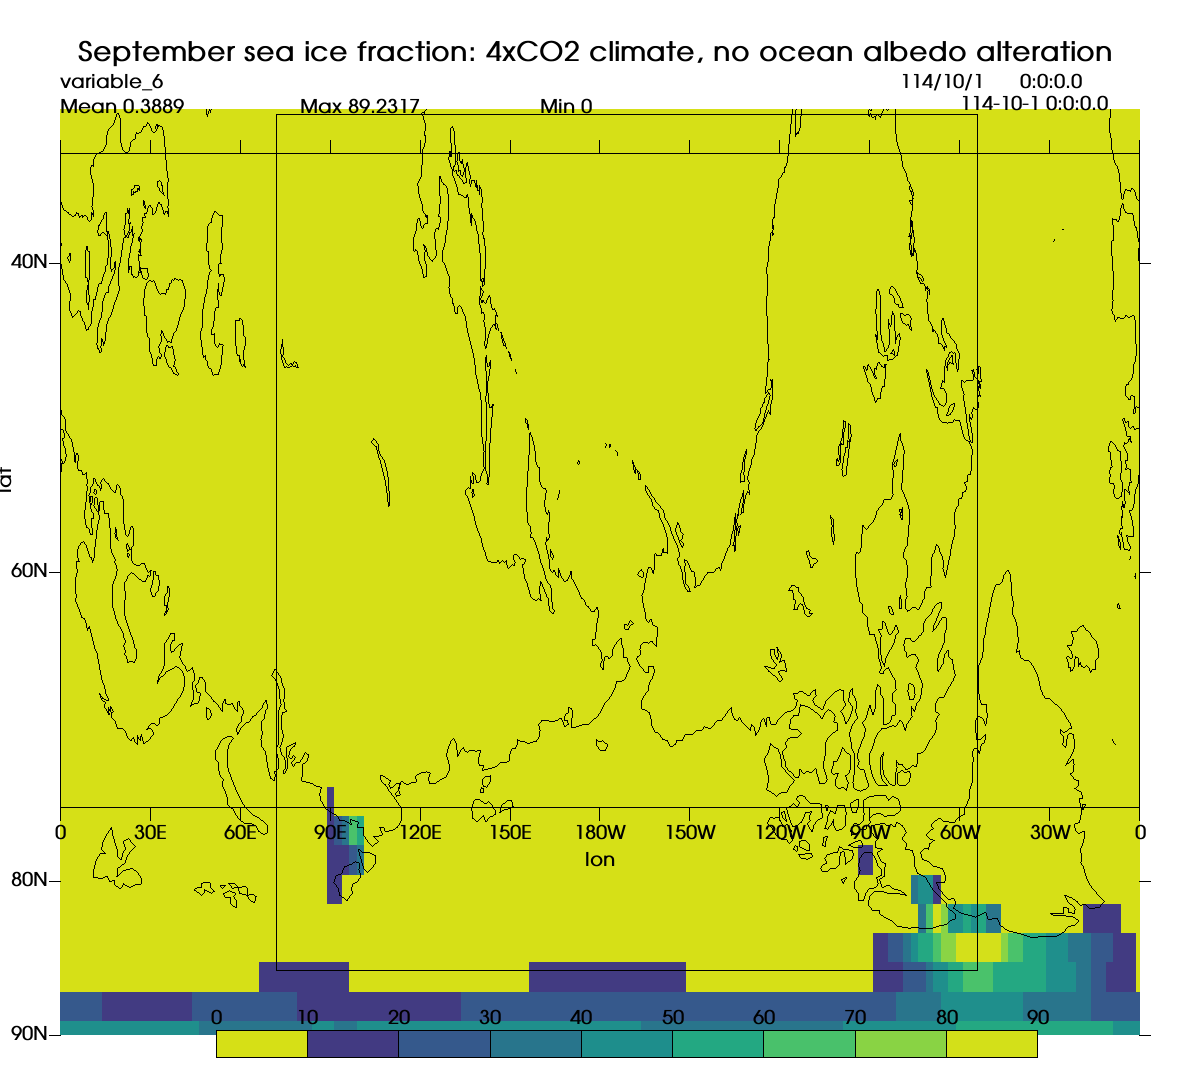 September sea ice fraction: 4xCO2 climate, no ocean albedo alteration
variable_6
114/10/1 0:0:0.0
Mean 0.3889 Max 89.2317 Min 0
114-10-1 0:0:0.0
40N
lat
60N
0 30E 60E 90E 120E 150E 180W 150W 120W 90W 60W 30W 0
lon
80N
0 10 20 30 40 50 60 70 80 90
90N